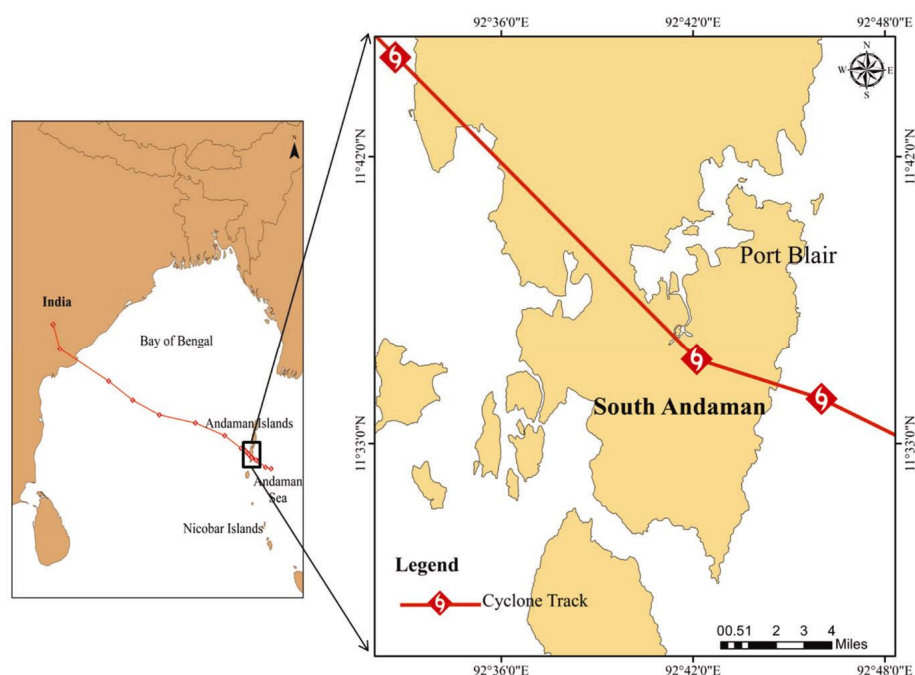 92°36'0"E 92°42'0"E 92°48'0"E
N
W E
S
N
11°42'0"N 11°42'0"N
Port Blair
India
Bay of Bengal
South Andaman
Andaman Islands
11°33'0"N 11°33'0"N
Andaman
Sea
Nicobar Islands
Legend
Cyclone Track
00.51 2 3 4
Miles
92°36'0"E 92°42'0"E 92°48'0"E